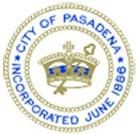 CITY OF PASADENA
INCORPORATED JUNE, 1886